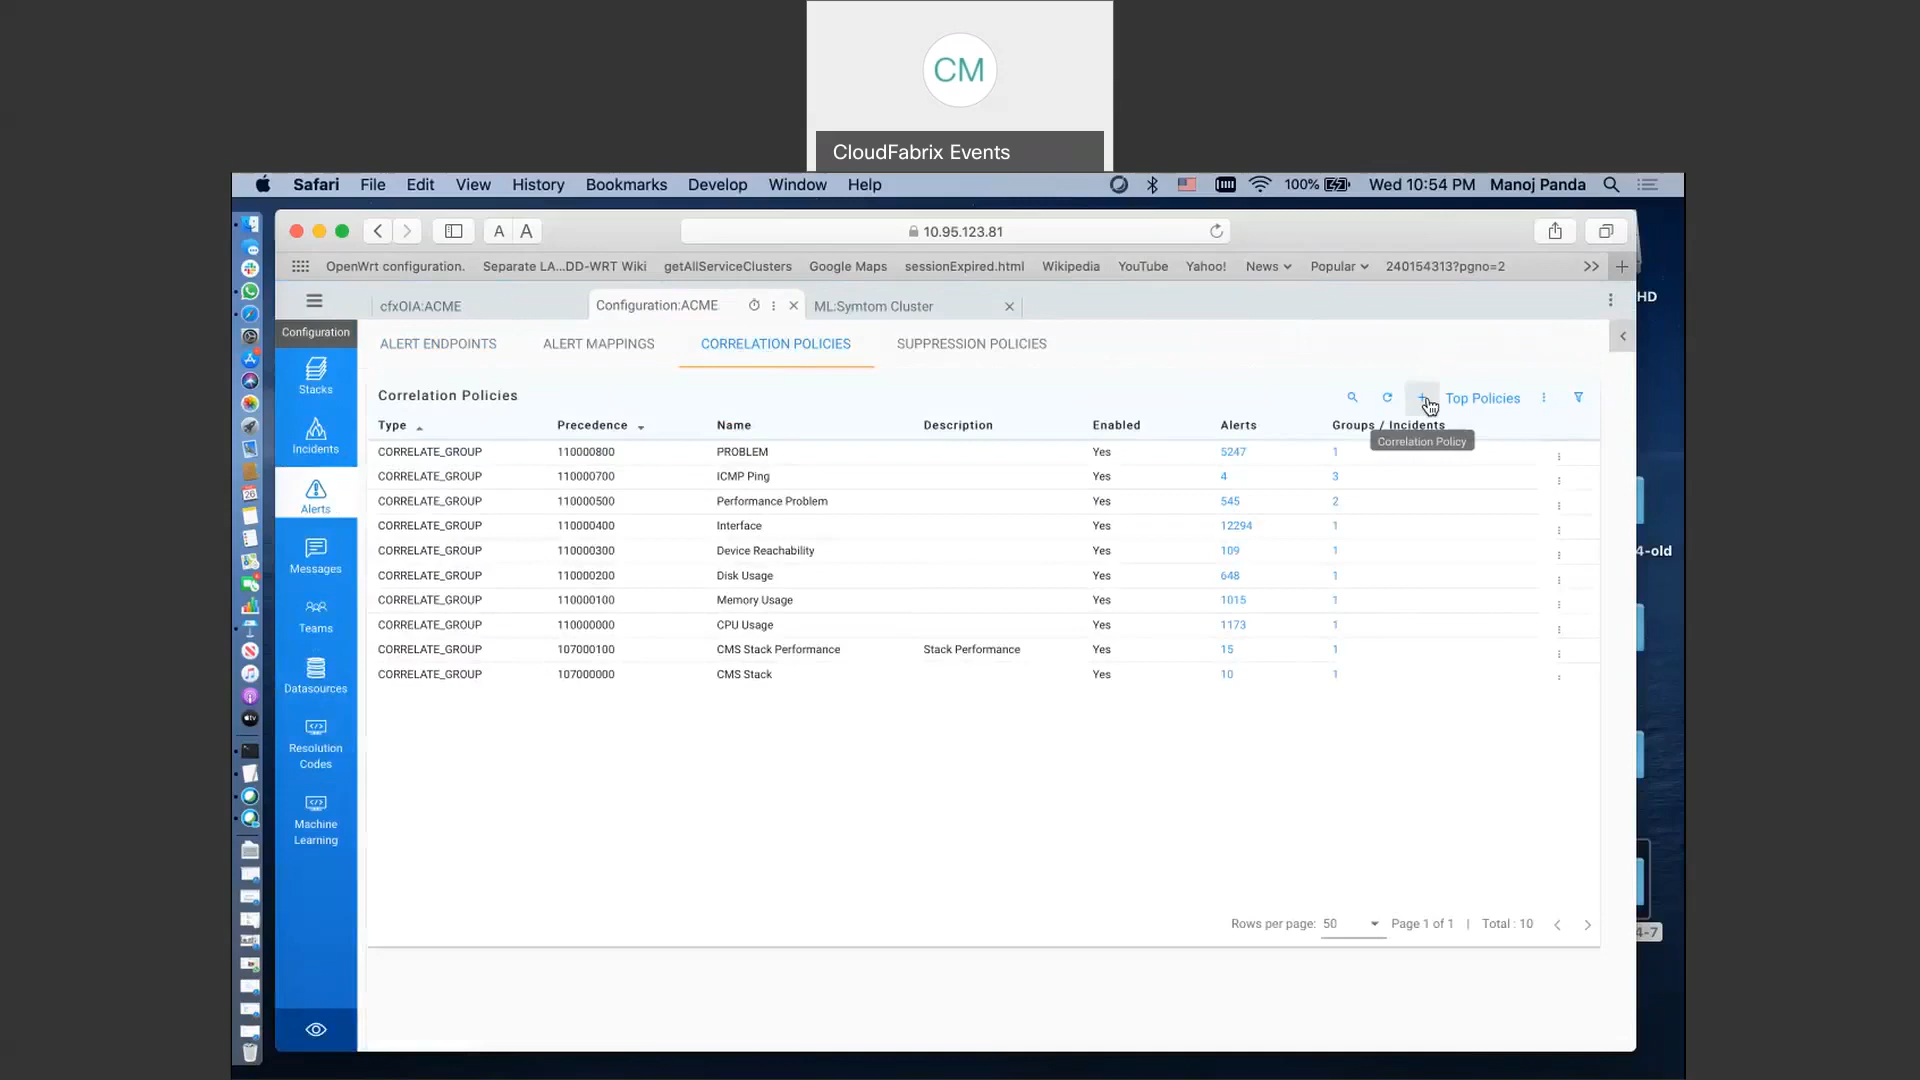 CM
CloudFabrix Events
Safari File Edit View History Bookmarks Develop Window Help 100% Wed 10:54 PM Manoj Panda
A A 10.95.123.81
OpenWrt configuration. Separate LA...DD-WRT Wiki getAllServiceClusters Google Maps sessionExpired.html Wikipedia YouTube Yahoo! News Popular 240154313?pgno=2 >> +
HD
cfxOIA:ACME Configuration:ACME ML:Symtom Cluster
Configuration
ALERT ENDPOINTS ALERT MAPPINGS CORRELATION POLICIES SUPPRESSION POLICIES
Stacks
Incidents
Alerts
Messages
Teams
Datasources
Resolution
Codes
Machine
Learning
Correlation Policies
+ Top Policies
Type Precedence Name Description Enabled Alerts Groups / Incidents
Correlation Policy
CORRELATE_GROUP 110000800 PROBLEM Yes 5247 1
CORRELATE_GROUP 110000700 ICMP Ping Yes 4 3
CORRELATE_GROUP 110000500 Performance Problem Yes 545 2
CORRELATE_GROUP 110000400 Interface Yes 12294 1
CORRELATE_GROUP 110000300 Device Reachability Yes 109 1
CORRELATE_GROUP 110000200 Disk Usage Yes 648 1
CORRELATE_GROUP 110000100 Memory Usage Yes 1015 1
CORRELATE_GROUP 110000000 CPU Usage Yes 1173 1
CORRELATE_GROUP 107000100 CMS Stack Performance Stack Performance Yes 15 1
CORRELATE_GROUP 107000000 CMS Stack Yes 10 1
4-old
Rows per page: 50 Page 1 of 1 | Total : 10
4-7
26
tv